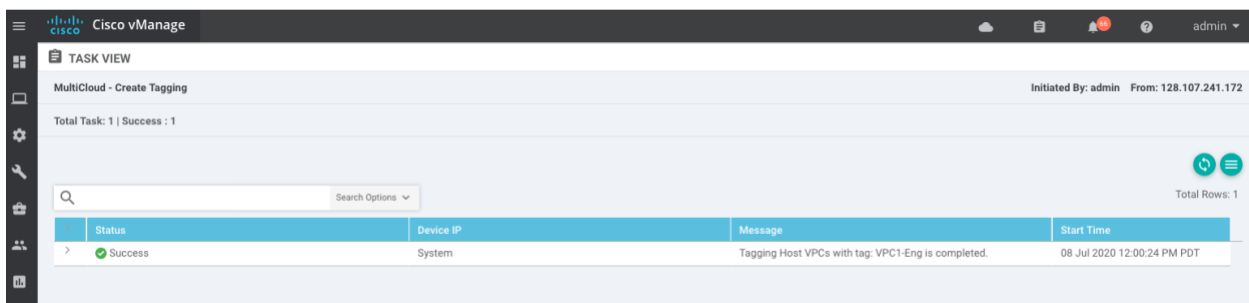 cisco Cisco vManage 66 admin
TASK VIEW
MultiCloud - Create Tagging Initiated By: admin From: 128.107.241.172
Total Task: 1 | Success : 1
Search Options Total Rows: 1
Status Device IP Message Start Time
Success System Tagging Host VPCs with tag: VPC1-Eng is completed. 08 Jul 2020 12:00:24 PM PDT